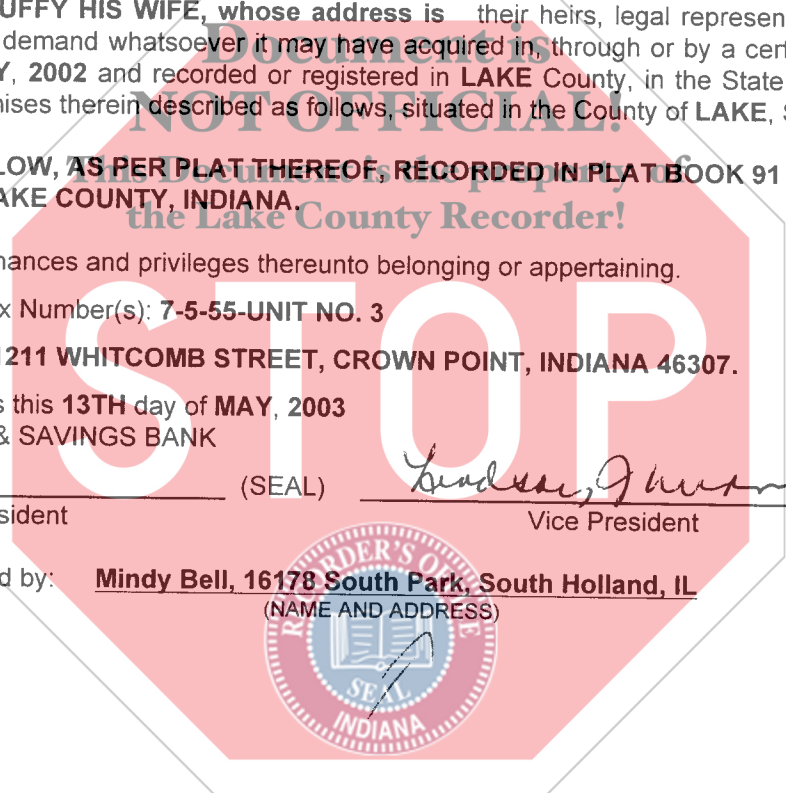 UFFY HIS WIFE, whose address is their heirs, legal represen
demand whatsoever it may have acquired in, through or by a cert
Y, 2002 and recorded or registered in LAKE County, in the State
nises therein described as follows, situated in the County of LAKE, S
Document is
NOT OFFICIAL!
LOW, AS PER PLAT THEREOF, RECORDED IN PLAT BOOK 91
AKE COUNTY, INDIANA.
This Document is the property of
the Lake County Recorder!
nances and privileges thereunto belonging or appertaining.
x Number(s): 7-5-55-UNIT NO. 3
1211 WHITCOMB STREET, CROWN POINT, INDIANA 46307.
s this 13TH day of MAY, 2003
& SAVINGS BANK
STOP
(SEAL)
sident
Vice President
d by: Mindy Bell, 16178 South Park, South Holland, IL
(NAME AND ADDRESS)
RECORDER'S OFFICE
SEAL
INDIANA